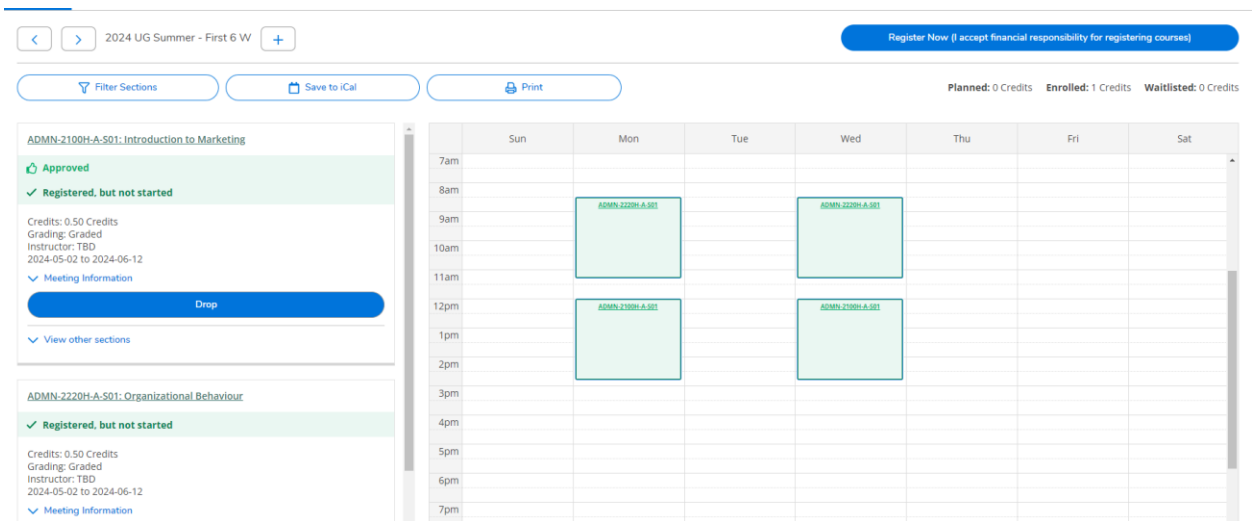 2024 UG Summer - First 6 W
Register Now (I accept financial responsibility for registering courses)
Filter Sections
Save to iCal
Print
Planned: 0 Credits Enrolled: 1 Credits Waitlisted: 0 Credits
ADMN-2100H-A-S01: Introduction to Marketing
Approved
Registered, but not started
Credits: 0.50 Credits
Grading: Graded
Instructor: TBD
2024-05-02 to 2024-06-12
Meeting Information
Drop
View other sections
ADMN-2220H-A-S01: Organizational Behaviour
Registered, but not started
Credits: 0.50 Credits
Grading: Graded
Instructor: TBD
2024-05-02 to 2024-06-12
Meeting Information
Sun Mon Tue Wed Thu Fri Sat
7am
8am
ADMN-2220H-A-S01 ADMN-2220H-A-S01
9am
10am
11am
12pm ADMN-2100H-A-S01 ADMN-2100H-A-S01
1pm
2pm
3pm
4pm
5pm
6pm
7pm